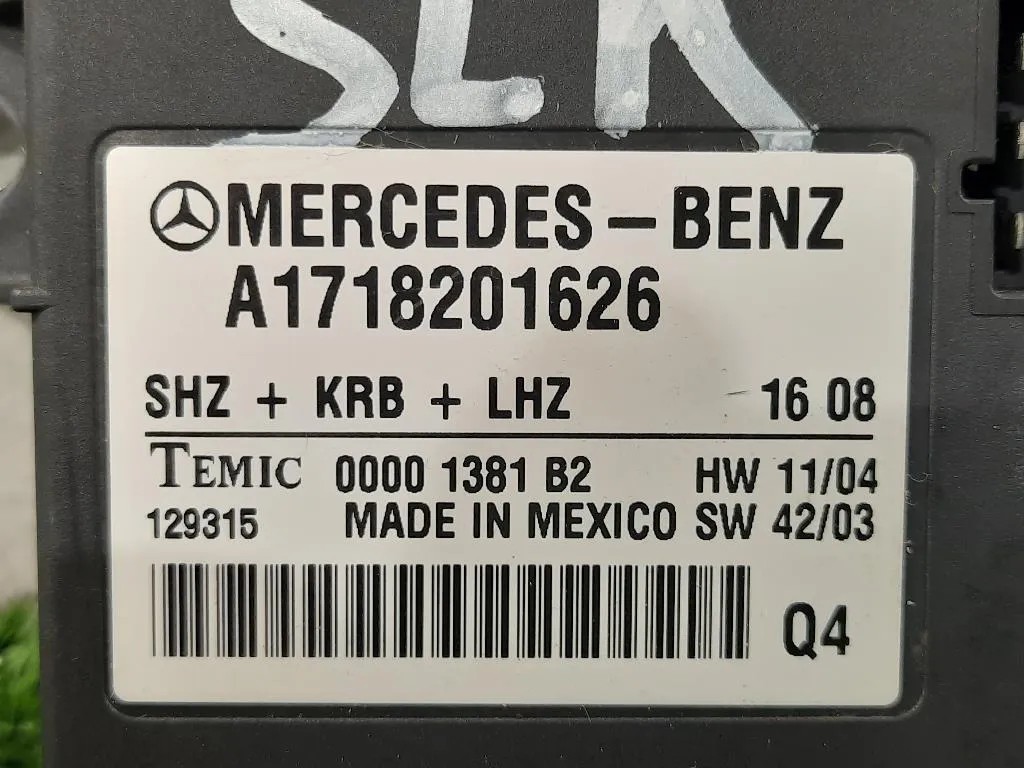 SLK
MERCEDES-BENZ
A1718201626
SHZ + KRB + LHZ 16 08
TEMIC 0000 1381 B2 HW 11/04
129315 MADE IN MEXICO SW 42/03
Q4